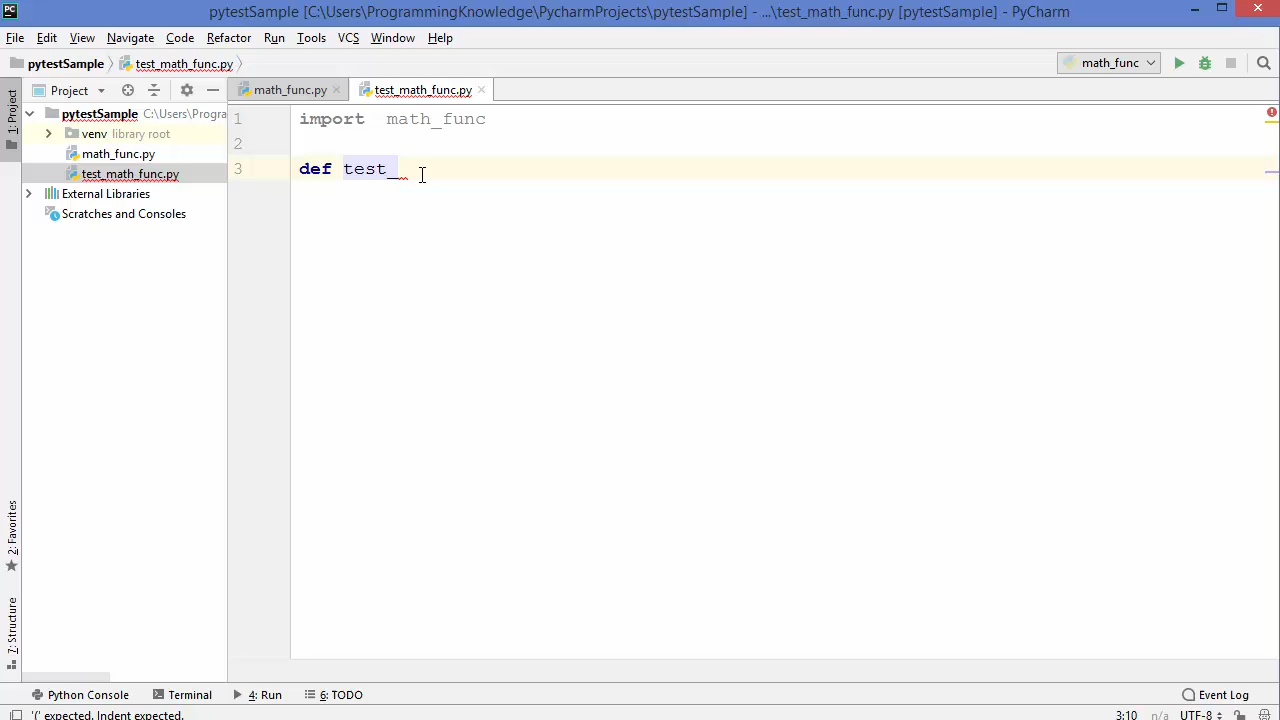 PC pytestSample [C:\Users\ProgrammingKnowledge\PycharmProjects\pytestSample] - ...\test_math_func.py [pytestSample] - PyCharm
File Edit View Navigate Code Refactor Run Tools VCS Window Help
pytestSample test_math_func.py math_func
1: Project
Project math_func.py test_math_func.py
pytestSample C:\Users\Progra
venv library root
math_func.py
test_math_func.py
External Libraries
Scratches and Consoles
1 import  math_func
2
3 def test_
2: Favorites
7: Structure
Python Console Terminal 4: Run 6: TODO Event Log
'(' expected. Indent expected. 3:10 n/a UTF-8